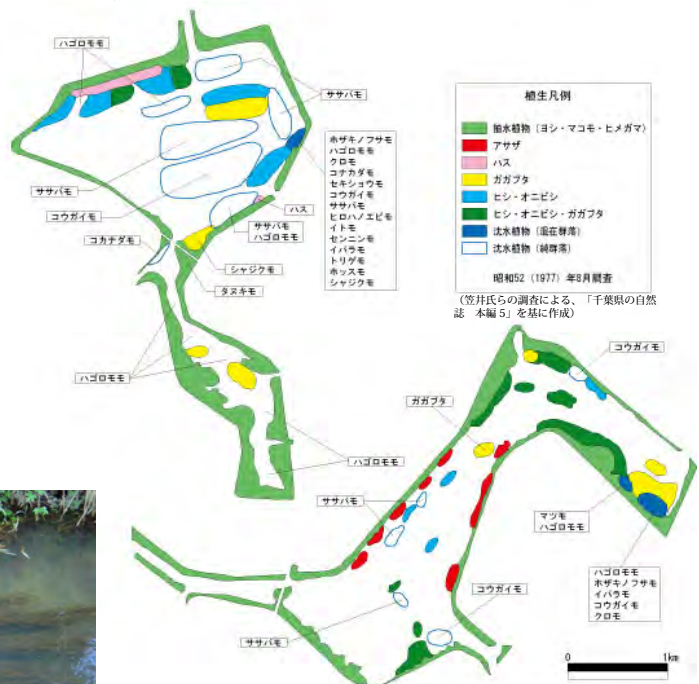 ハゴロモモ
ササバモ
ホザキノフサモ
ハゴロモモ
クロモ
コナカダモ
セキショウモ
コウガイモ
ササバモ
ヒロハノエビモ
イトモ
センニンモ
イバラモ
トリゲモ
ホッスモ
シャジクモ
ササバモ
コウガイモ
ハス
ササバモ
ハゴロモモ
コカナダモ
シャジクモ
タヌキモ
植生凡例
抽水植物(ヨシ・マコモ・ヒメガマ)
アサザ
ハス
ガガブタ
ヒシ・オニビシ
ヒシ・オニビシ・ガガブタ
沈水植物(混在群落)
沈水植物(純群落)
昭和52(1977)年8月調査
(笠井氏らの調査による、「千葉県の自然
誌 本編5」を基に作成)
ハゴロモモ
コウガイモ
ガガブタ
ハゴロモモ
ササバモ
マツモ
ハゴロモモ
ハゴロモモ
ホザキノフサモ
イバラモ
コウガイモ
クロモ
コウガイモ
ササバモ
0 1km